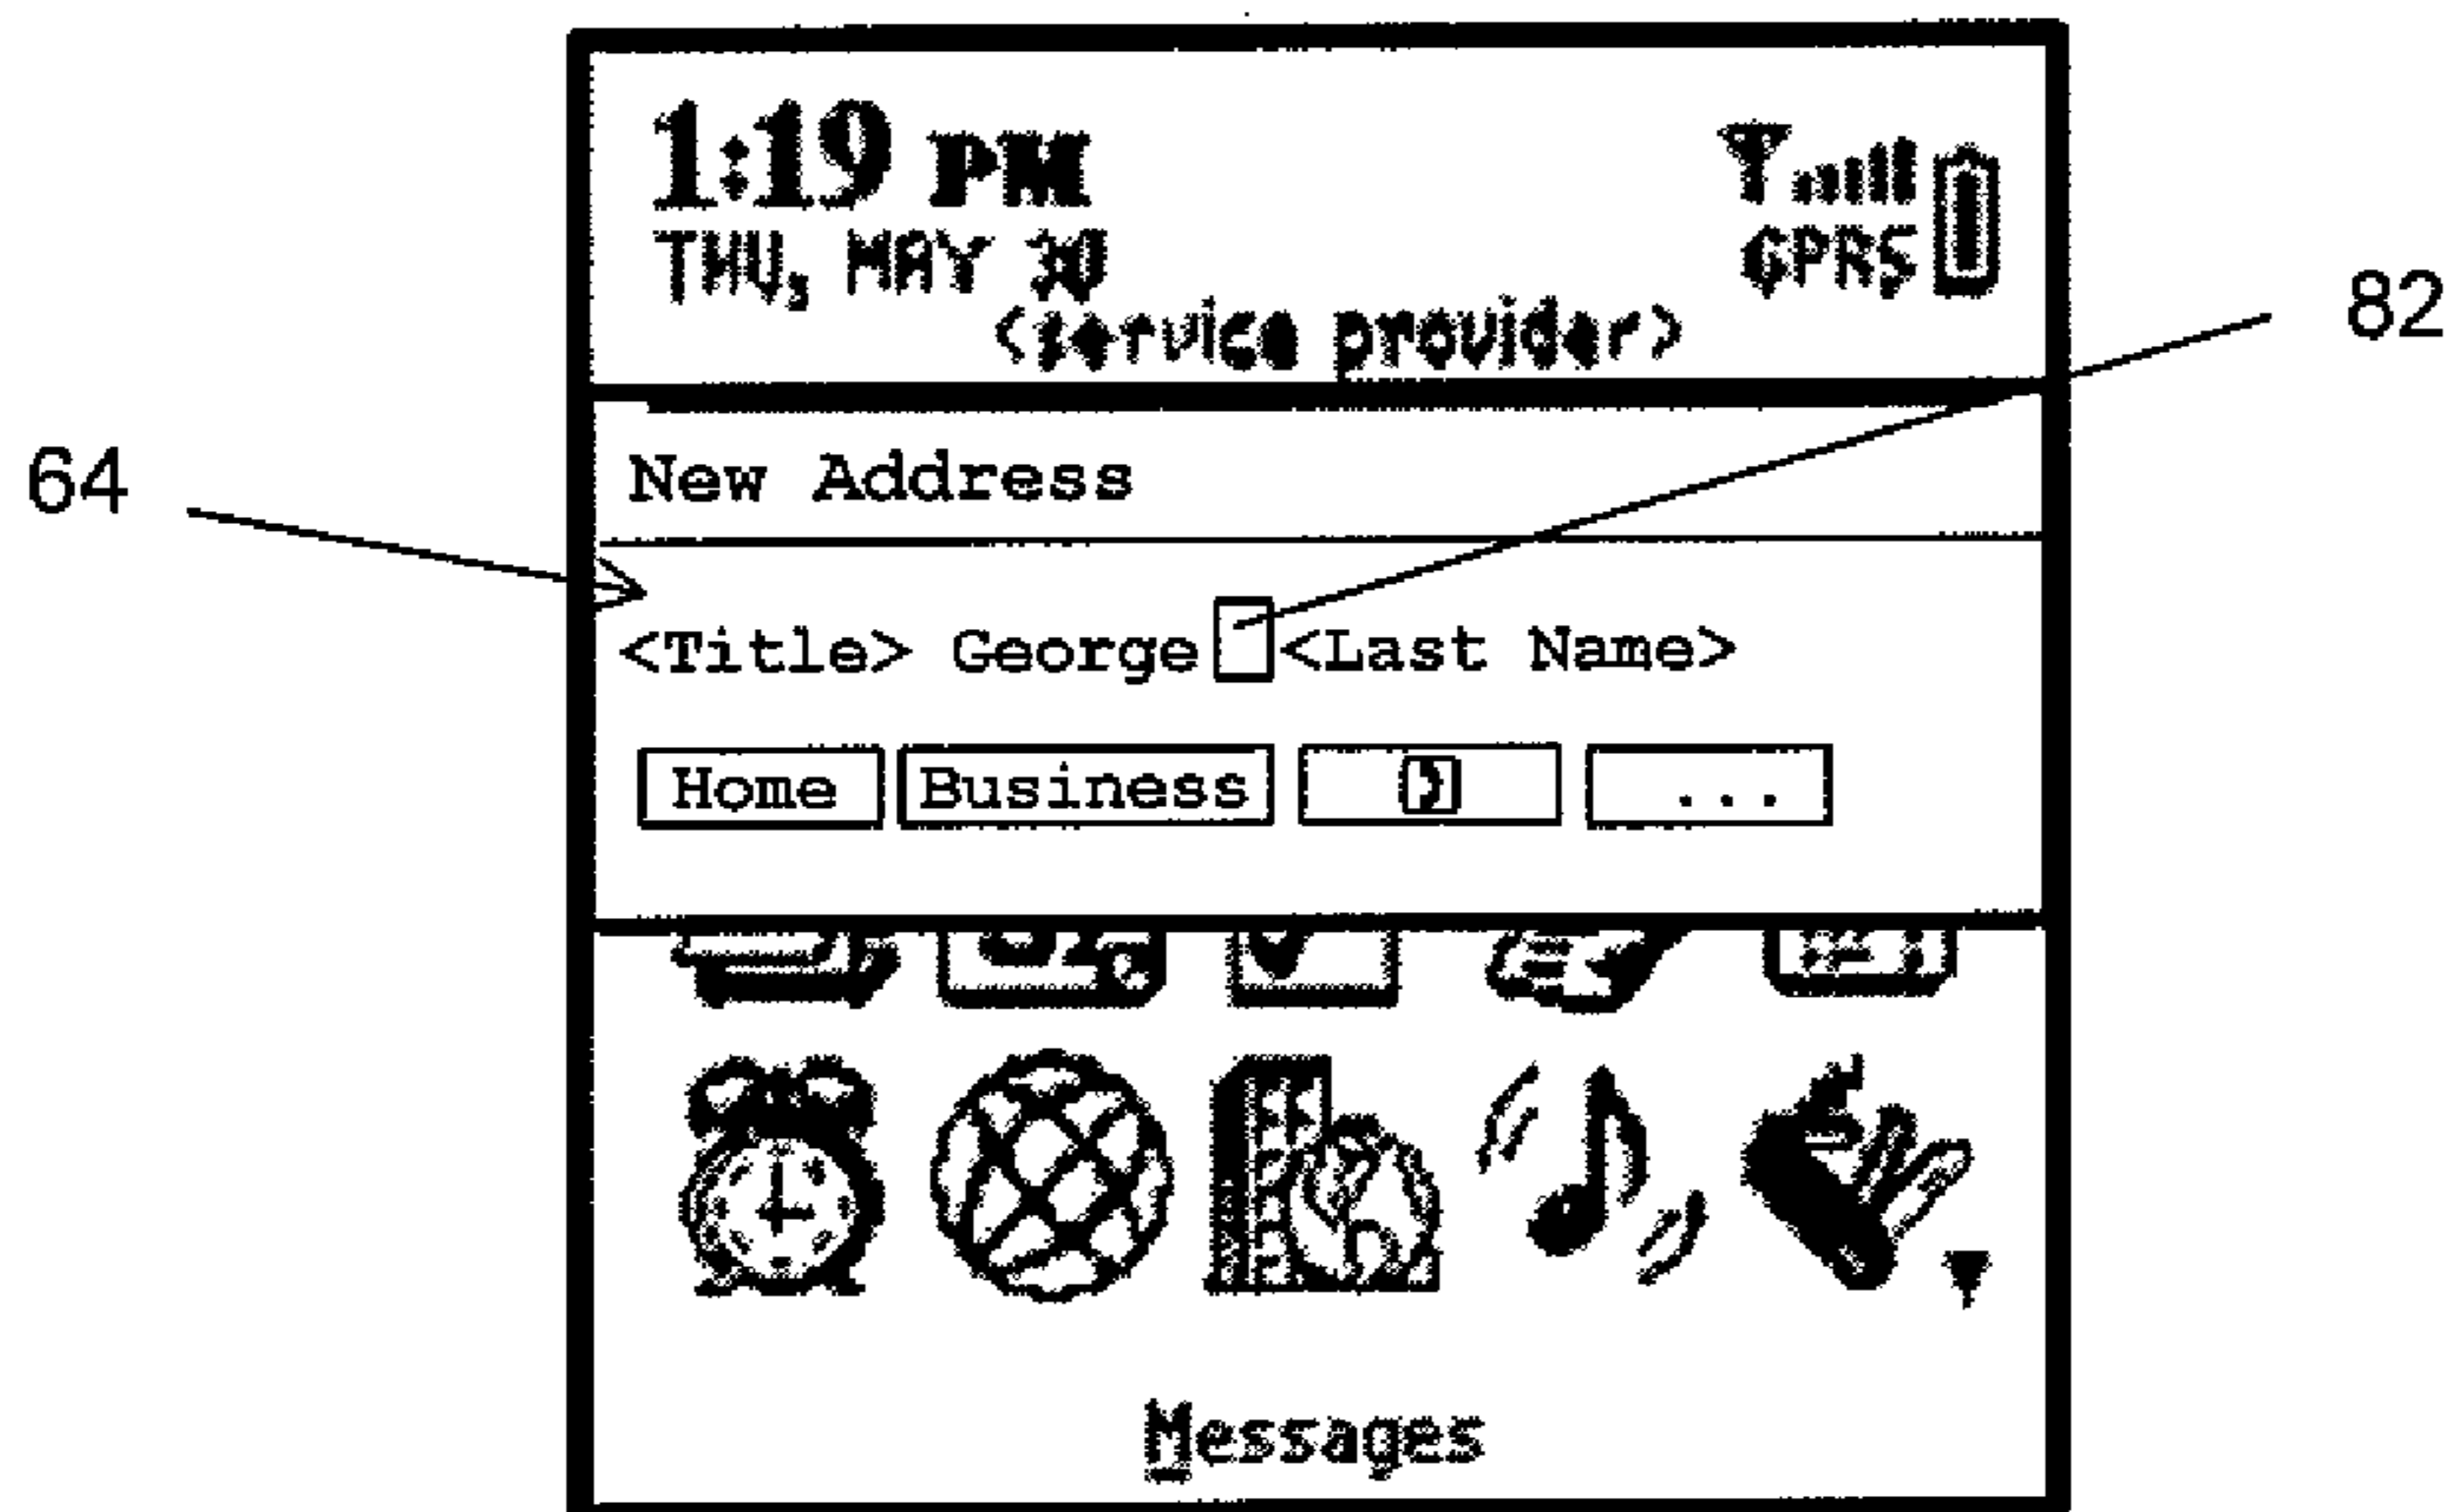 1:19 PM
THU, MAY 30
GPRS
<service provider>
82
New Address
64
<Title> George <Last Name>
Home Business ...
Messages